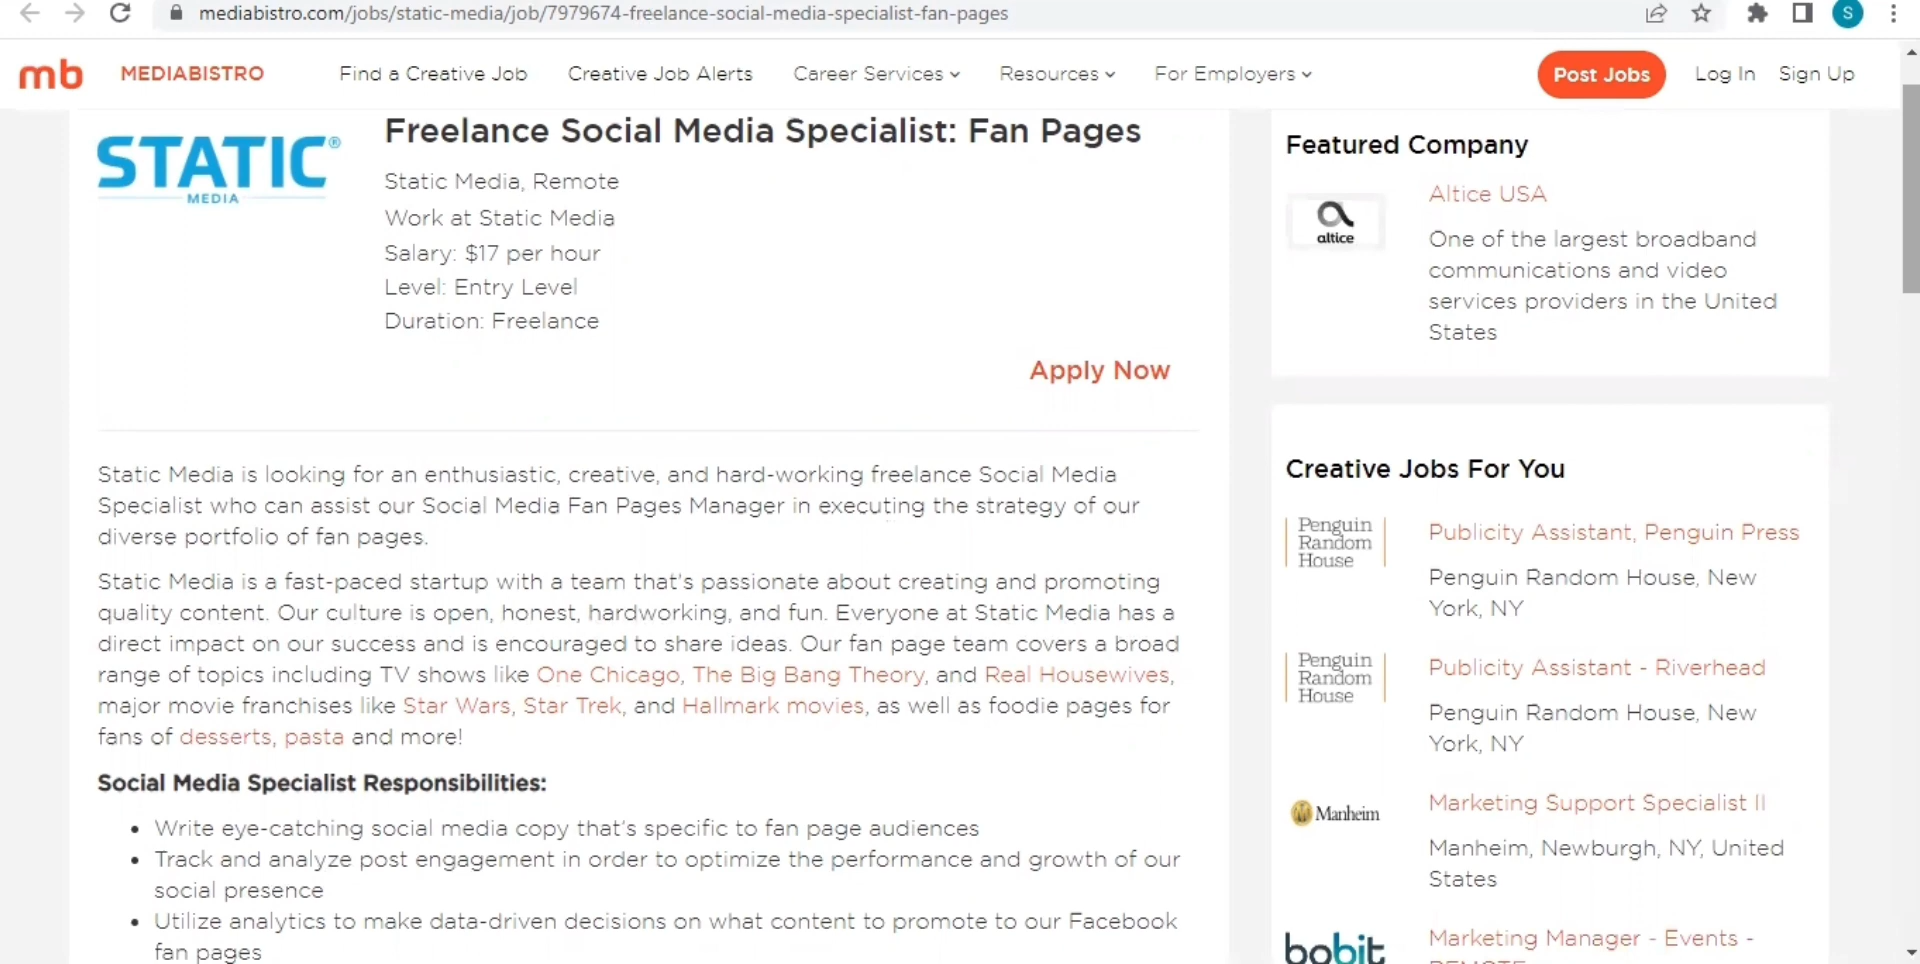 mediabistro.com/jobs/static-media/job/7979674-freelance-social-media-specialist-fan-pages
S
mb MEDIABISTRO Find a Creative Job Creative Job Alerts Career Services Resources For Employers Post Jobs Log In Sign Up
STATIC®
MEDIA
Freelance Social Media Specialist: Fan Pages
Static Media, Remote
Work at Static Media
Salary: $17 per hour
Level: Entry Level
Duration: Freelance
Apply Now
Static Media is looking for an enthusiastic, creative, and hard-working freelance Social Media
Specialist who can assist our Social Media Fan Pages Manager in executing the strategy of our
diverse portfolio of fan pages.
Static Media is a fast-paced startup with a team that's passionate about creating and promoting
quality content. Our culture is open, honest, hardworking, and fun. Everyone at Static Media has a
direct impact on our success and is encouraged to share ideas. Our fan page team covers a broad
range of topics including TV shows like One Chicago, The Big Bang Theory, and Real Housewives,
major movie franchises like Star Wars, Star Trek, and Hallmark movies, as well as foodie pages for
fans of desserts, pasta and more!
Social Media Specialist Responsibilities:
• Write eye-catching social media copy that's specific to fan page audiences
• Track and analyze post engagement in order to optimize the performance and growth of our
social presence
• Utilize analytics to make data-driven decisions on what content to promote to our Facebook
fan pages
Featured Company
altice
Altice USA
One of the largest broadband
communications and video
services providers in the United
States
Creative Jobs For You
Penguin
Random
House
Publicity Assistant, Penguin Press
Penguin Random House, New
York, NY
Penguin
Random
House
Publicity Assistant - Riverhead
Penguin Random House, New
York, NY
Manheim
Marketing Support Specialist II
Manheim, Newburgh, NY, United
States
bobit
Marketing Manager - Events -
REMOTE